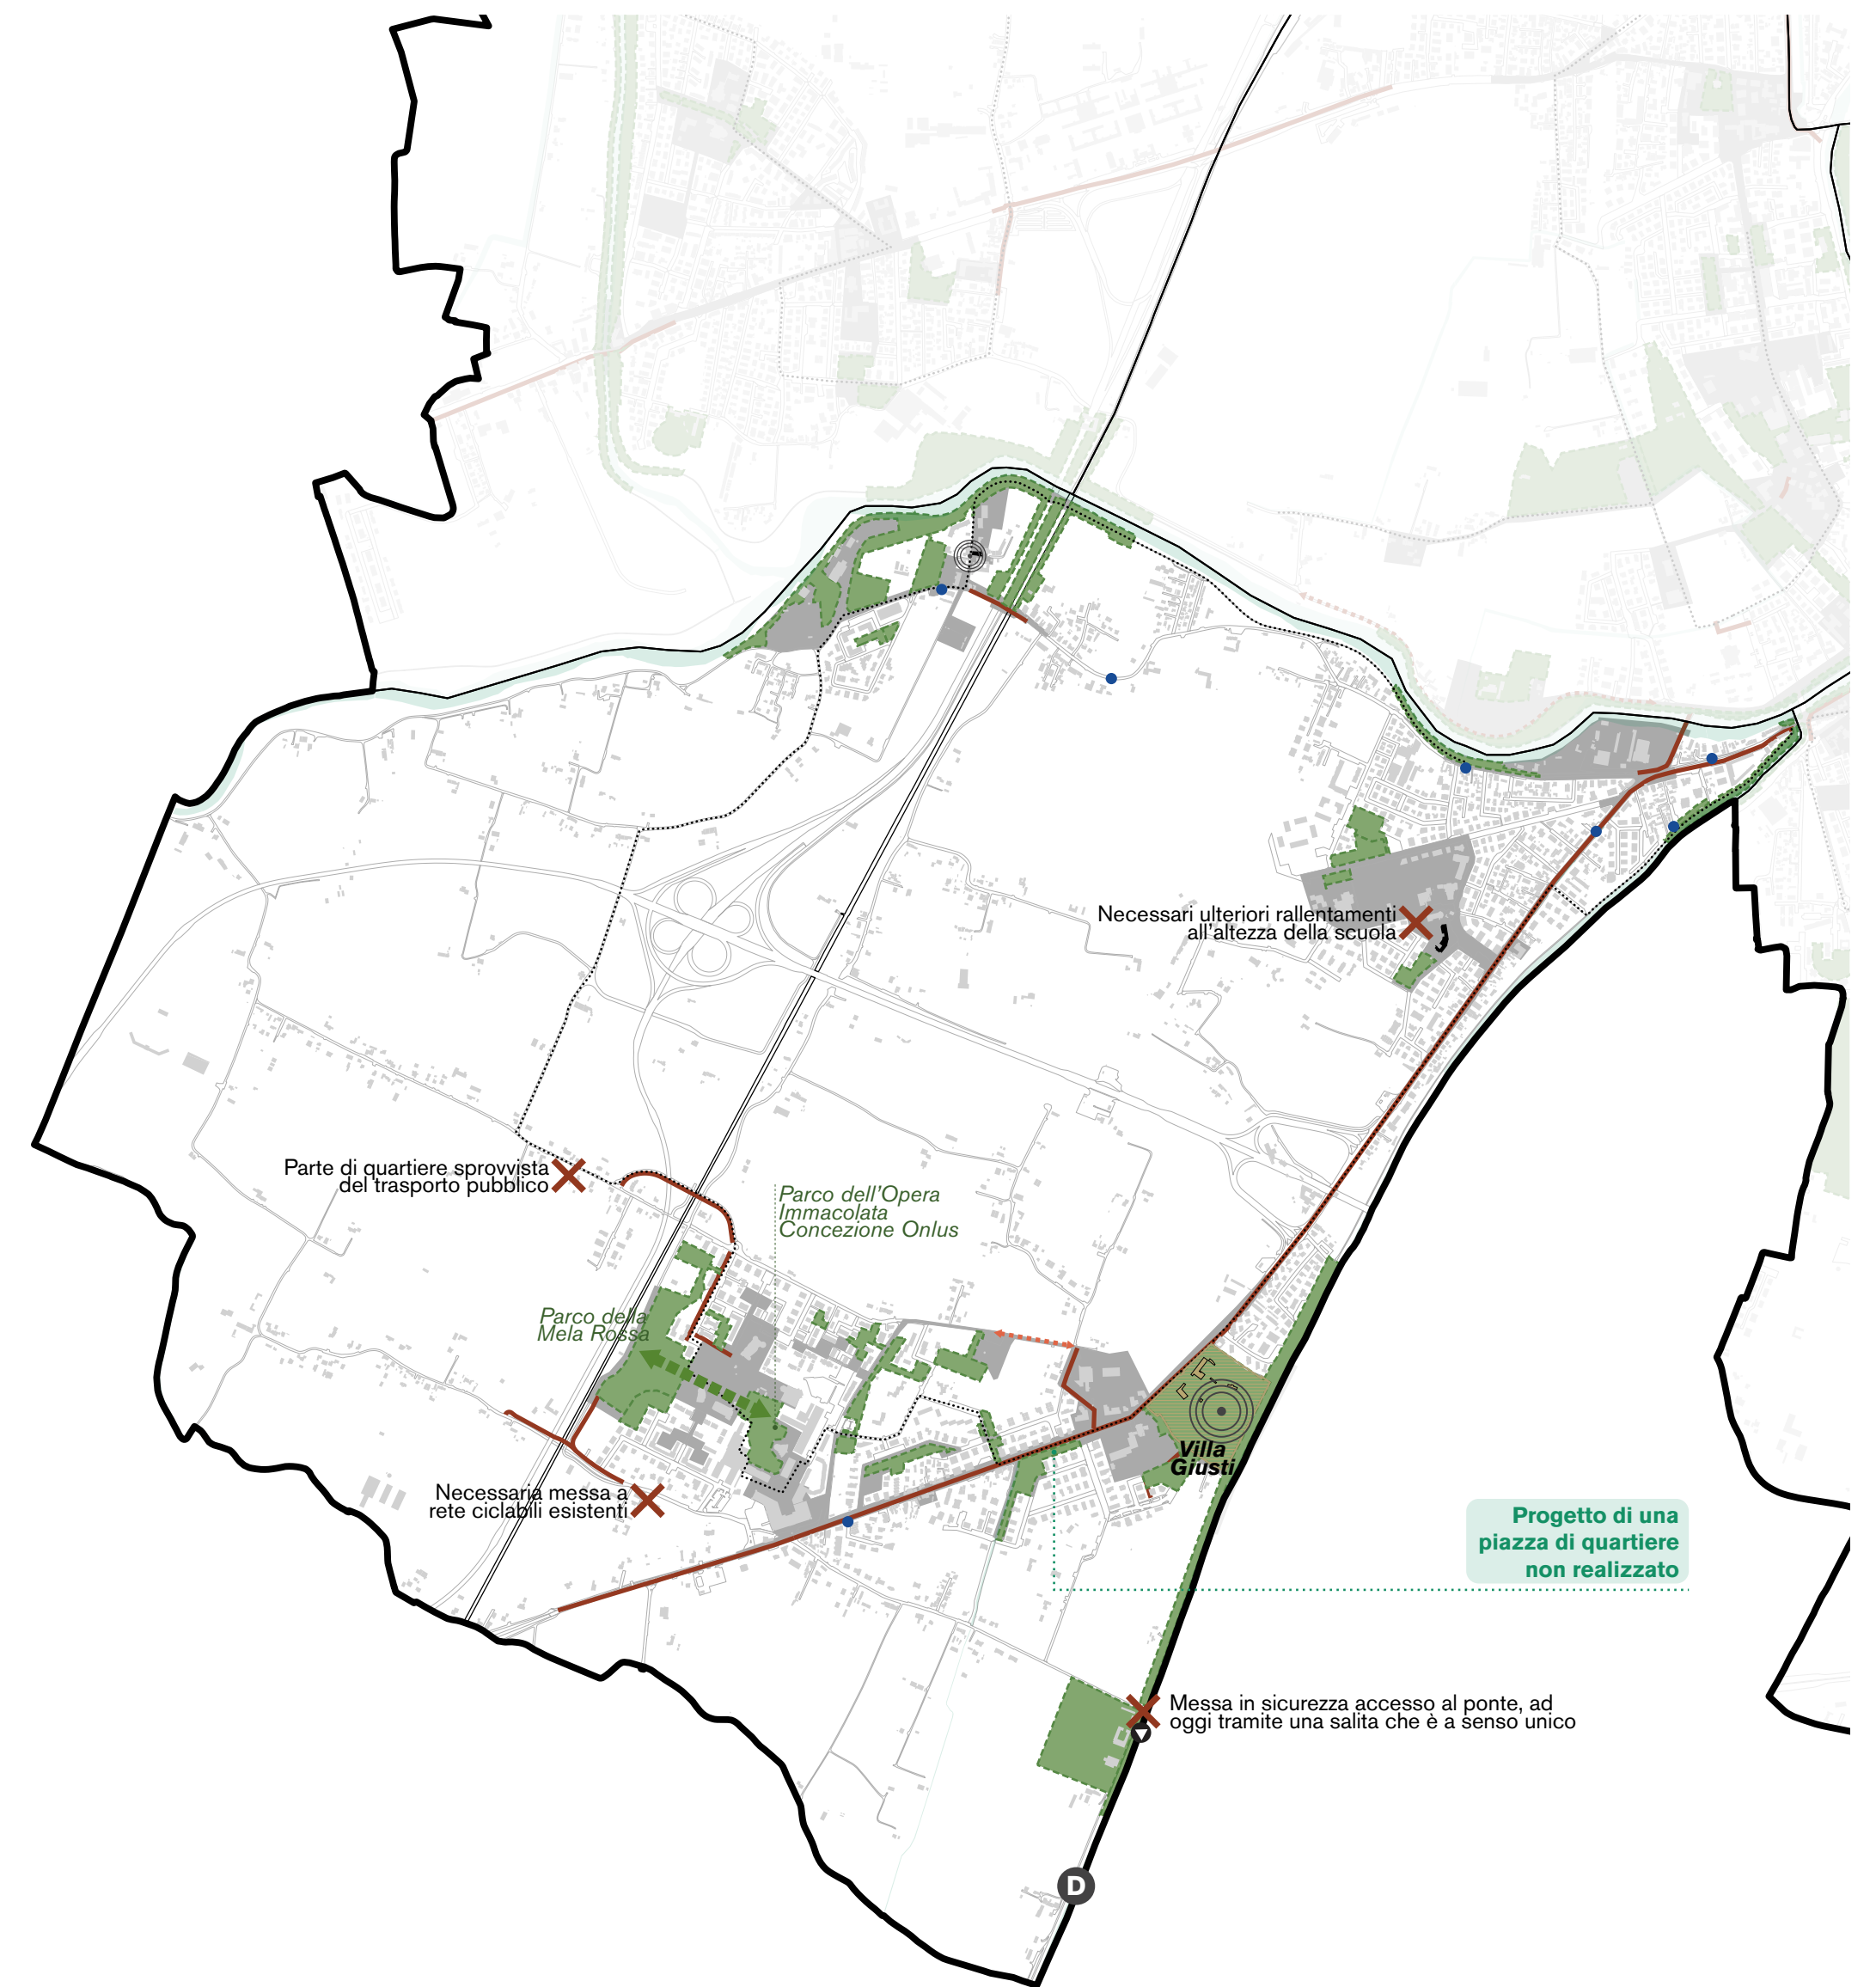 Necessari ulteriori rallentamenti
all'altezza della scuola
Parte di quartiere sprovvista
del trasporto pubblico
Parco dell'Opera
Immacolata
Concezione Onlus
Parco della
Mela Rossa
Villa
Giusti
Necessaria messa a
rete ciclabili esistenti
Progetto di una
piazza di quartiere
non realizzato
Messa in sicurezza accesso al ponte, ad
oggi tramite una salita che è a senso unico
D